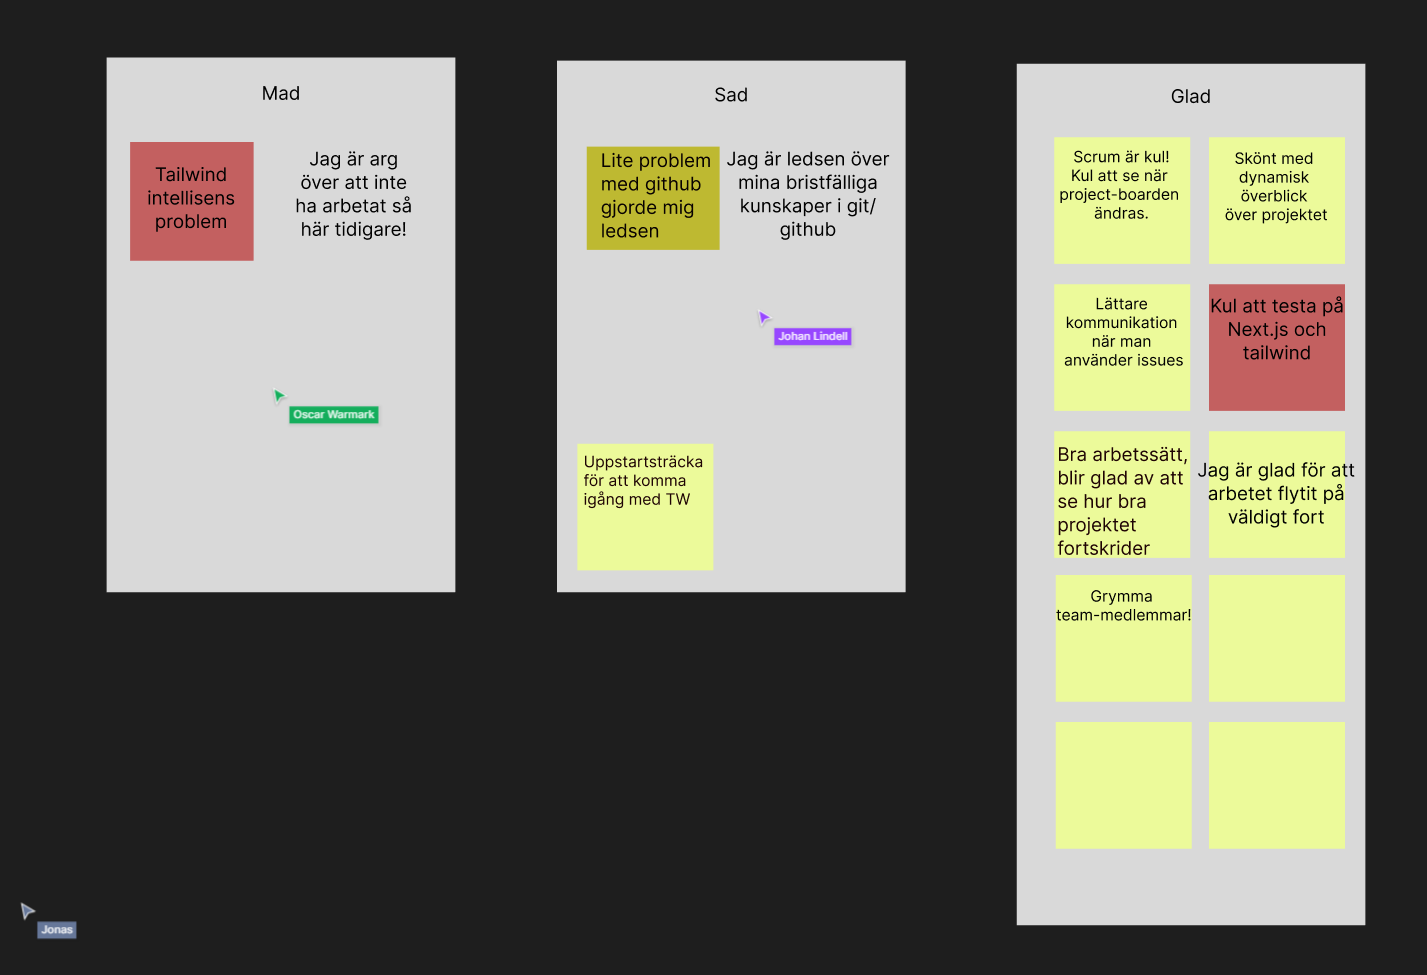 Mad
Tailwind
intellisens
problem
Jag är arg
över att inte
ha arbetat så
här tidigare!
Oscar Warmark
Sad
Lite problem
med github
gjorde mig
ledsen
Jag är ledsen över
mina bristfälliga
kunskaper i git/
github
Johan Lindell
Uppstartsträcka
för att komma
igång med TW
Glad
Scrum är kul!
Kul att se när
project-boarden
ändras.
Skönt med
dynamisk
överblick
över projektet
Lättare
kommunikation
när man
använder issues
Kul att testa på
Next.js och
tailwind
Bra arbetssätt,
blir glad av att
se hur bra
projektet
fortskrider
Jag är glad för att
arbetet flytit på
väldigt fort
Grymma
team-medlemmar!
Jonas